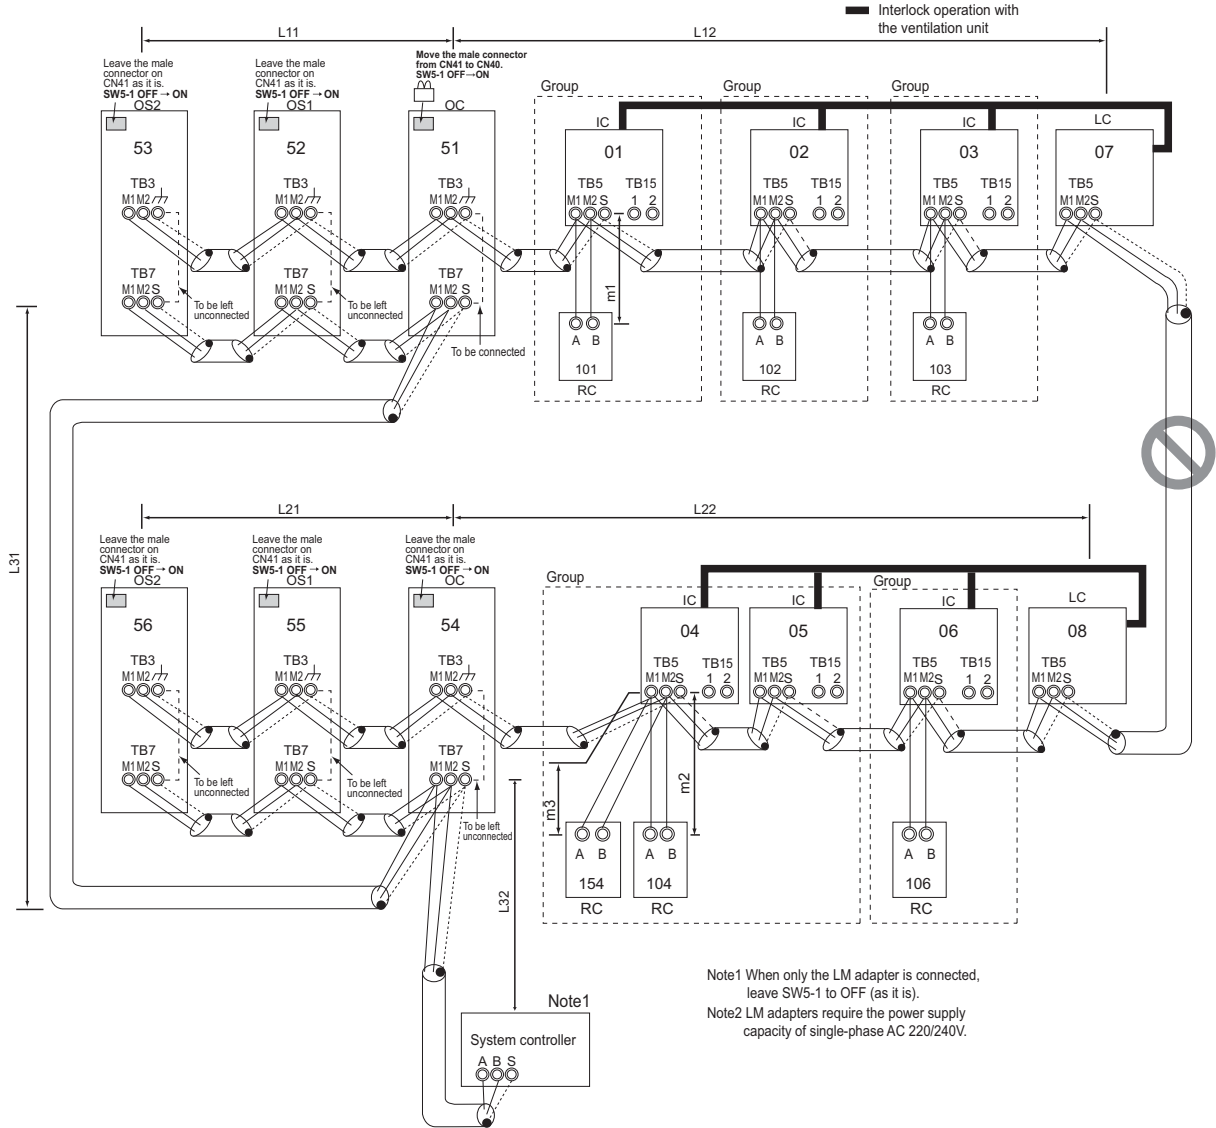 Interlock operation with
the ventilation unit
L11
L12
Leave the male
connector on
CN41 as it is.
SW5-1 OFF → ON
OS2
Leave the male
connector on
CN41 as it is.
SW5-1 OFF → ON
OS1
Move the male connector
from CN41 to CN40.
SW5-1 OFF→ON
OC
Group
Group
Group
IC
IC
IC
LC
53
52
51
01
02
03
07
TB3
M1 M2
TB3
M1 M2
TB3
M1 M2
TB5 TB15
M1 M2 S 1 2
TB5 TB15
M1 M2 S 1 2
TB5 TB15
M1 M2 S 1 2
TB5
M1 M2 S
TB7
M1 M2 S
To be left
unconnected
TB7
M1 M2 S
To be left
unconnected
TB7
M1 M2 S
To be connected
m1
A B
101
RC
A B
102
RC
A B
103
RC
L31
L21
L22
Leave the male
connector on
CN41 as it is.
SW5-1 OFF → ON
OS2
Leave the male
connector on
CN41 as it is.
SW5-1 OFF → ON
OS1
Leave the male
connector on
CN41 as it is.
SW5-1 OFF → ON
OC
Group
Group
IC
IC
IC
LC
56
55
54
04
05
06
08
TB3
M1 M2
TB3
M1 M2
TB3
M1 M2
TB5 TB15
M1 M2 S 1 2
TB5 TB15
M1 M2 S 1 2
TB5 TB15
M1 M2 S 1 2
TB5
M1 M2 S
TB7
M1 M2 S
To be left
unconnected
TB7
M1 M2 S
To be left
unconnected
TB7
M1 M2 S
To be left
unconnected
m3
m2
A B
154
RC
A B
104
RC
A B
106
RC
L32
Note1
System controller
A B S
Note1 When only the LM adapter is connected,
leave SW5-1 to OFF (as it is).
Note2 LM adapters require the power supply
capacity of single-phase AC 220/240V.